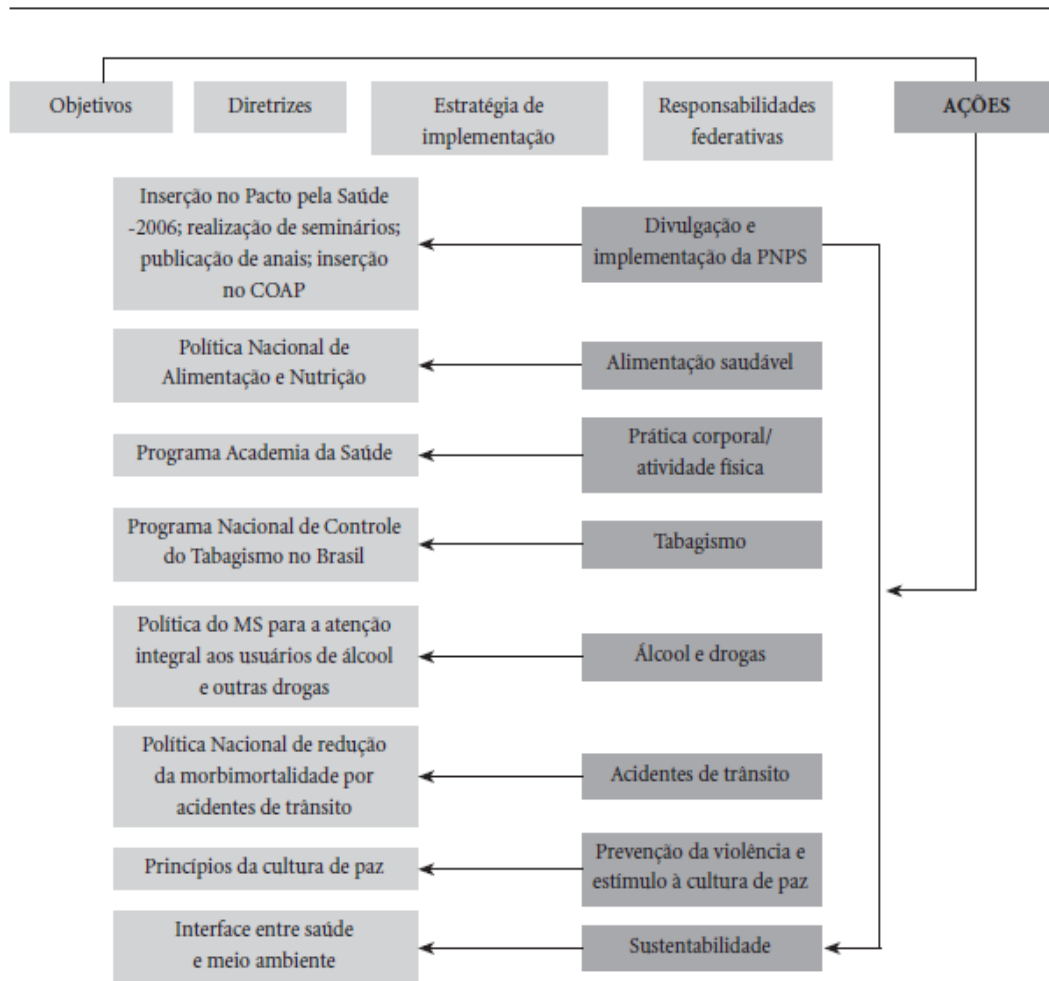 Objetivos
Diretrizes
Estratégia de
implementação
Responsabilidades
federativas
AÇÕES
Inserção no Pacto pela Saúde
-2006; realização de seminários;
publicação de anais; inserção
no COAP
Divulgação e
implementação da PNPS
Política Nacional de
Alimentação e Nutrição
Alimentação saudável
Programa Academia da Saúde
Prática corporal/
atividade física
Programa Nacional de Controle
do Tabagismo no Brasil
Tabagismo
Política do MS para a atenção
integral aos usuários de álcool
e outras drogas
Álcool e drogas
Política Nacional de redução
da morbimortalidade por
acidentes de trânsito
Acidentes de trânsito
Princípios da cultura de paz
Prevenção da violência e
estímulo à cultura de paz
Interface entre saúde
e meio ambiente
Sustentabilidade